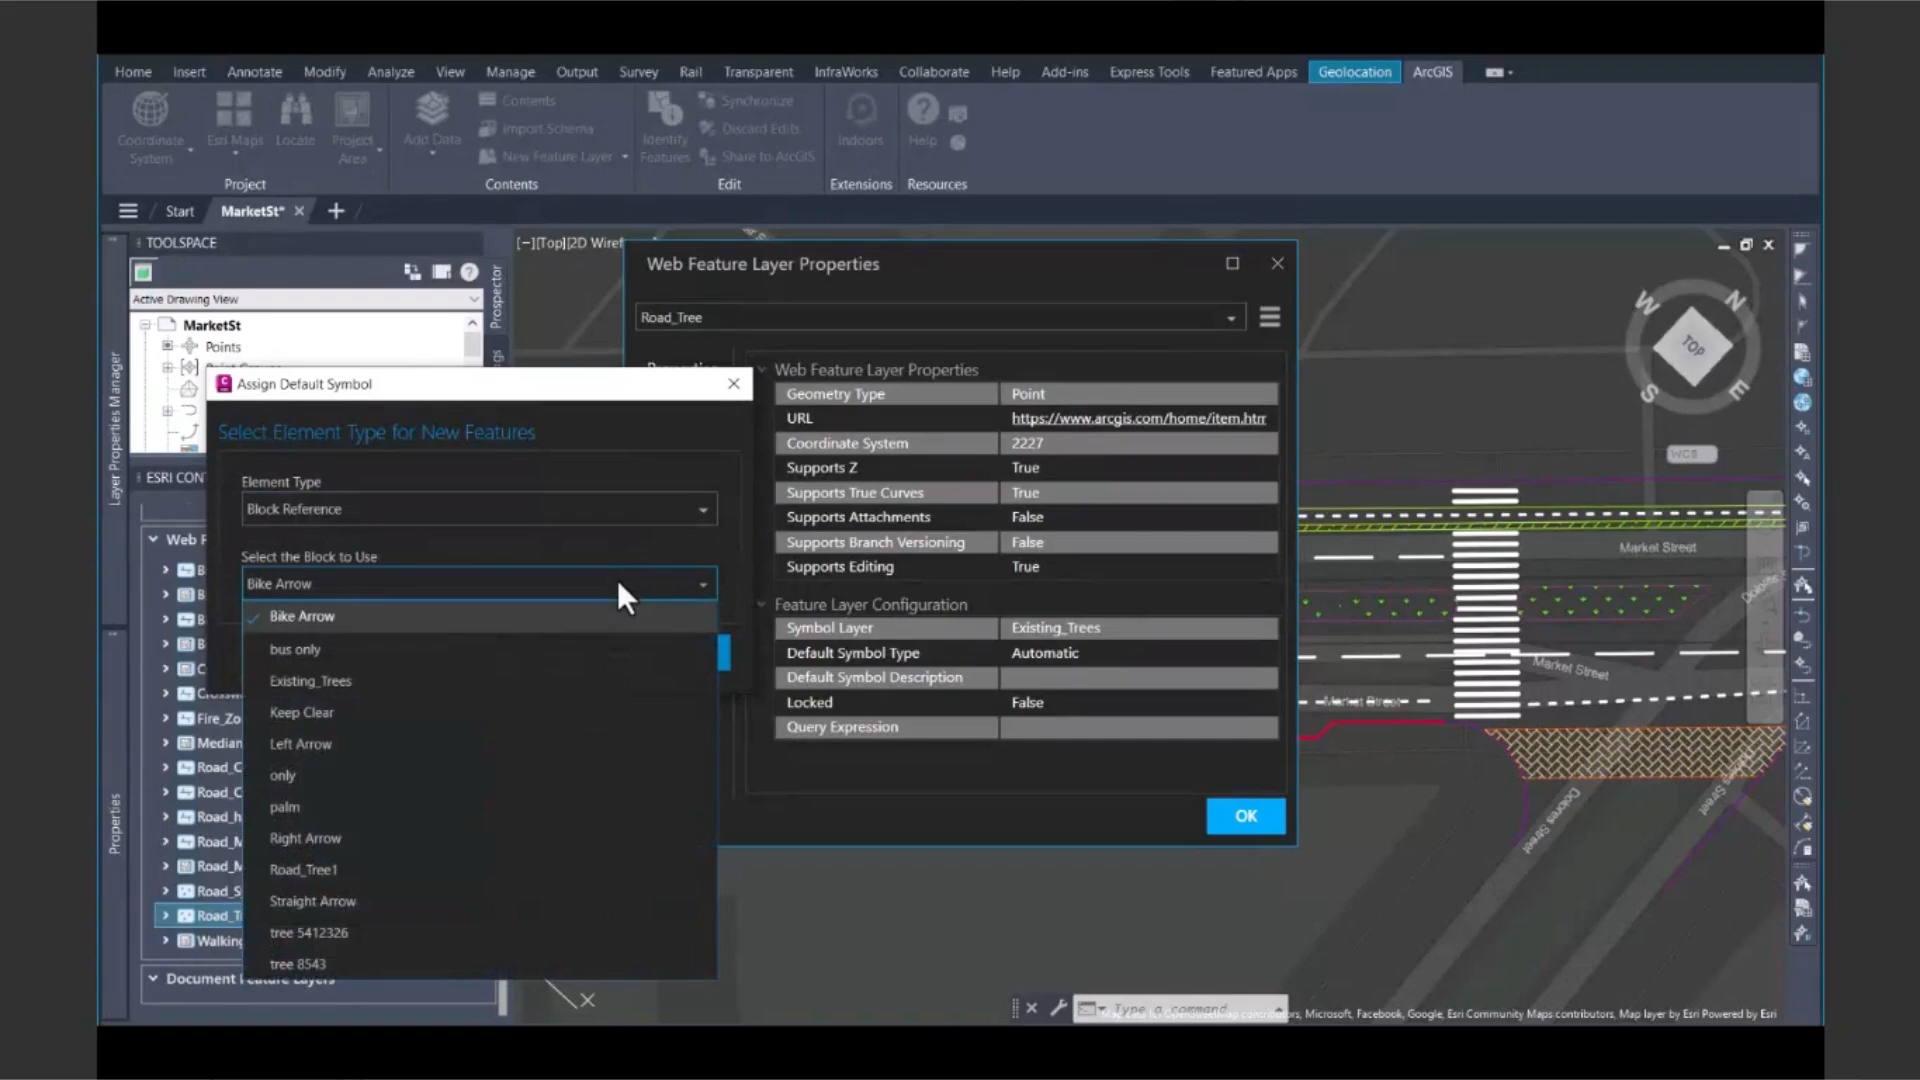 Home Insert Annotate Modify Analyze View Manage Output Survey Rail Transparent InfraWorks Collaborate Help Add-ins Express Tools Featured Apps Geolocation ArcGIS
Coordinate System
Esri Maps
Locate
Project Area
Project
Add Data
Contents
Import Schema
New Feature Layer
Contents
Identify Features
Synchronize
Discard Edits
Share to ArcGIS
Edit
Indoors
Extensions
Help
Resources
Start
MarketSt*
TOOLSPACE
Active Drawing View
MarketSt
Points
Prospector
Layer Properties Manager
Properties
ESRI CON
Web F
Fire_Zo
Median
Road_C
Road_C
Road_h
Road_M
Road_M
Road_S
Road_T
Walking
Document Feature Layers
[−][Top][2D Wiref
Assign Default Symbol
Select Element Type for New Features
Element Type
Block Reference
Select the Block to Use
Bike Arrow
Bike Arrow
bus only
Existing_Trees
Keep Clear
Left Arrow
only
palm
Right Arrow
Road_Tree1
Straight Arrow
tree 5412326
tree 8543
Web Feature Layer Properties
Road_Tree
Web Feature Layer Properties
Geometry Type Point
URL https://www.arcgis.com/home/item.htm
Coordinate System 2227
Supports Z True
Supports True Curves True
Supports Attachments False
Supports Branch Versioning False
Supports Editing True
Feature Layer Configuration
Symbol Layer Existing_Trees
Default Symbol Type Automatic
Default Symbol Description
Locked False
Query Expression
OK
W N S E
TOP
WCS
Market Street
Market Street
Market Street
Dolores Street
Dolores Street
Type a command
Microsoft, Facebook, Google, Esri Community Maps contributors, Map layer by Esri Powered by Esri